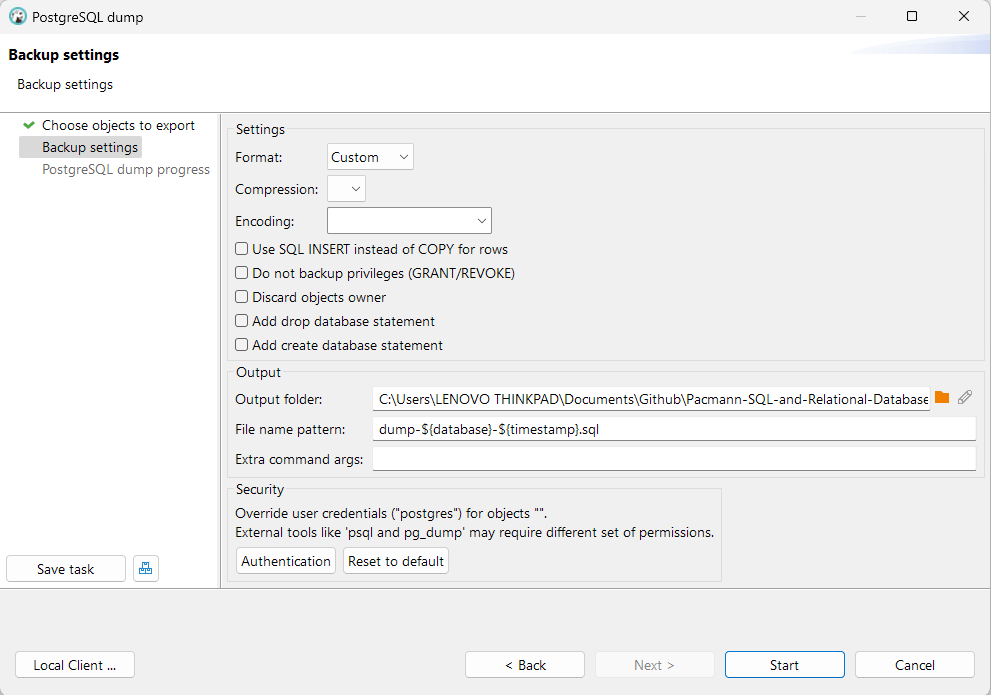 PostgreSQL dump
Backup settings
Backup settings
Choose objects to export
Backup settings
PostgreSQL dump progress
Settings
Format: Custom
Compression:
Encoding:
Use SQL INSERT instead of COPY for rows
Do not backup privileges (GRANT/REVOKE)
Discard objects owner
Add drop database statement
Add create database statement
Output
Output folder: C:\Users\LENOVO THINKPAD\Documents\Github\Pacmann-SQL-and-Relational-Database
File name pattern: dump-${database}-${timestamp}.sql
Extra command args:
Security
Override user credentials ("postgres") for objects "".
External tools like 'psql and pg_dump' may require different set of permissions.
Authentication Reset to default
Save task
Local Client ... < Back Next > Start Cancel